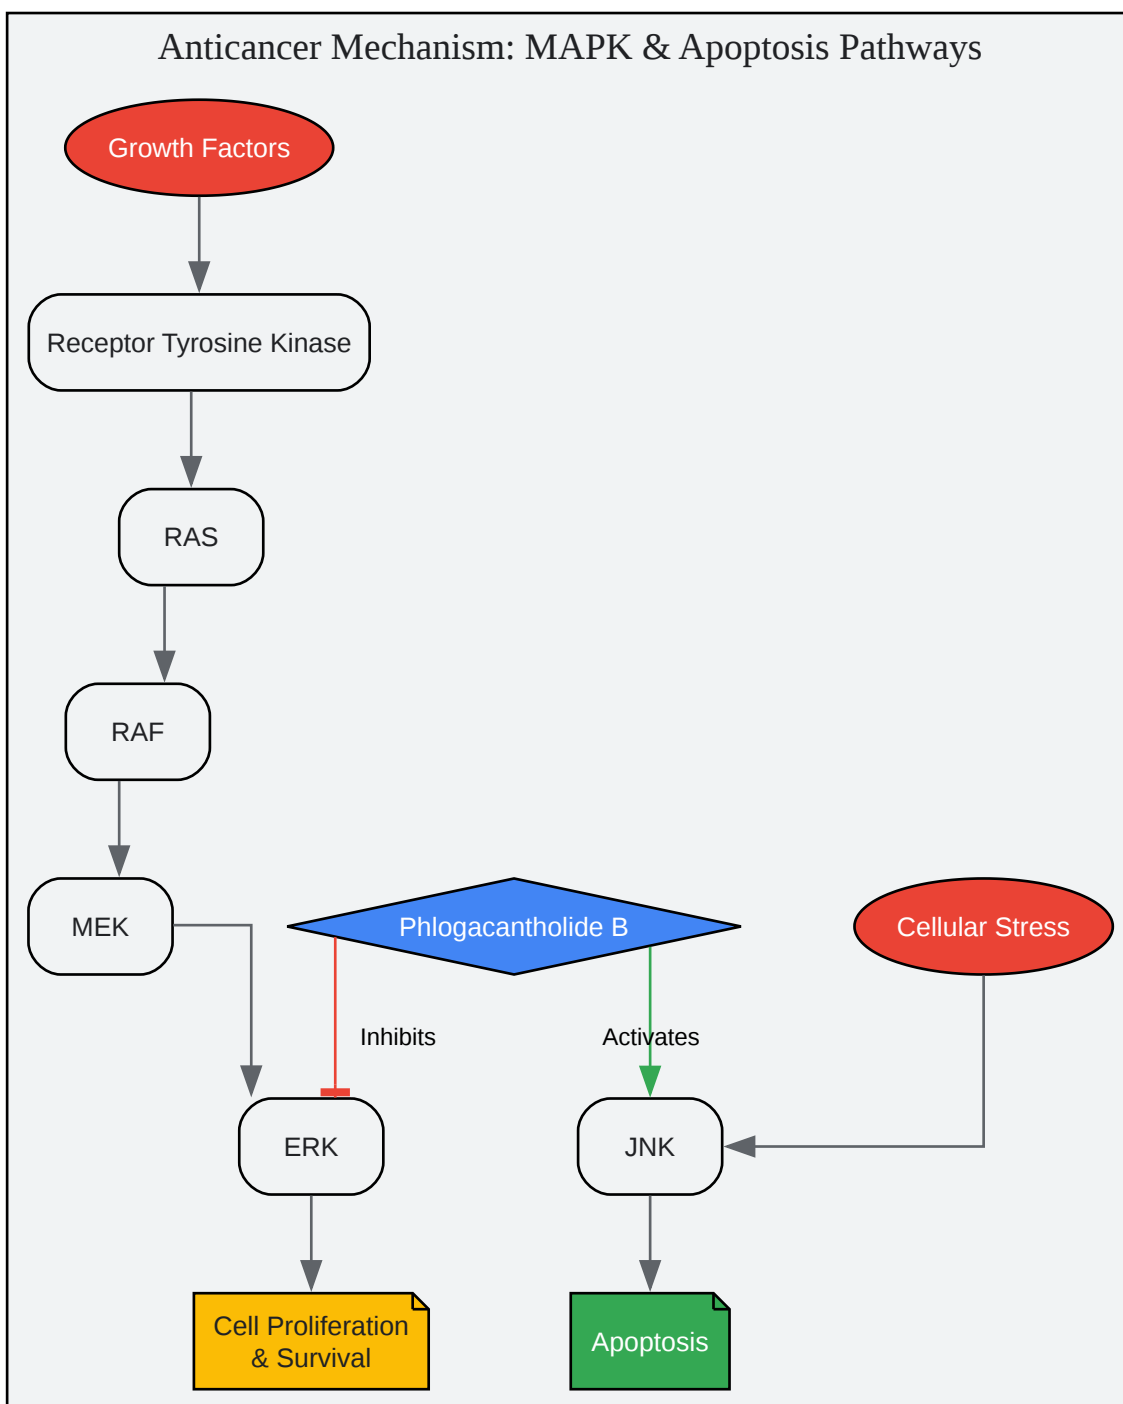 Anticancer Mechanism: MAPK & Apoptosis Pathways
Growth Factors
Receptor Tyrosine Kinase
RAS
RAF
MEK
Phlogacantholide B
Cellular Stress
Inhibits
Activates
ERK
JNK
Cell Proliferation
& Survival
Apoptosis